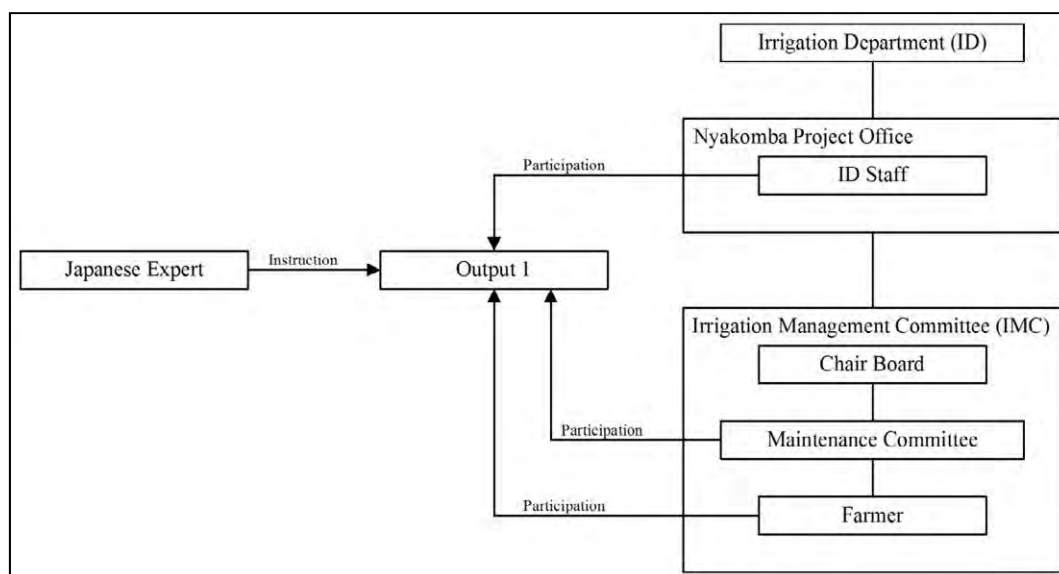 Irrigation Department (ID)
Nyakomba Project Office
Participation
ID Staff
Japanese Expert
Instruction
Output 1
Irrigation Management Committee (IMC)
Chair Board
Participation
Maintenance Committee
Participation
Farmer